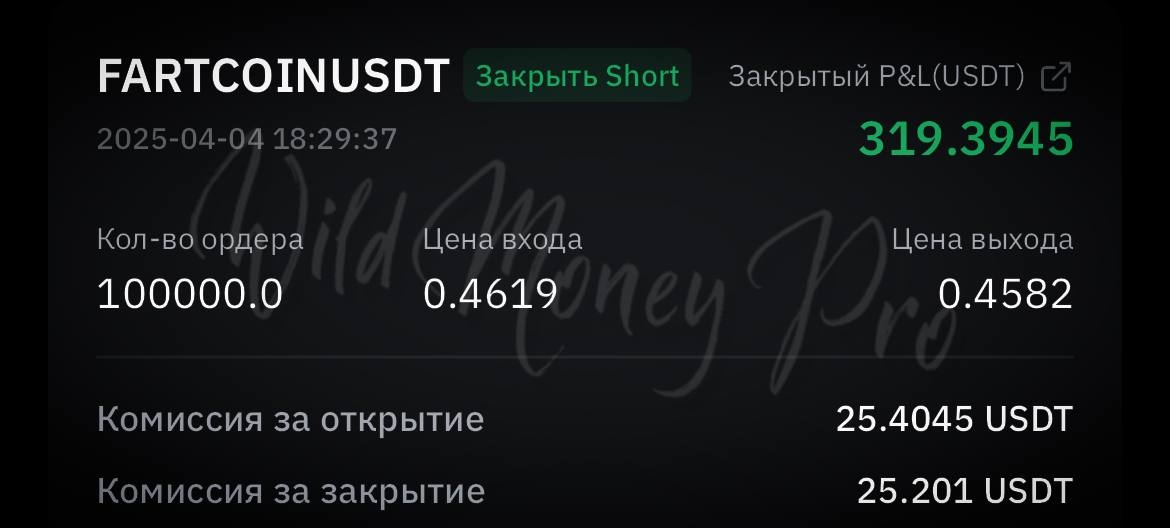 FARTCOINUSDT Закрыть Short Закрытый P&L(USDT)
2025-04-04 18:29:37 319.3945
Wild Money Pro
Кол-во ордера Цена входа Цена выхода
100000.0 0.4619 0.4582
Комиссия за открытие 25.4045 USDT
Комиссия за закрытие 25.201 USDT